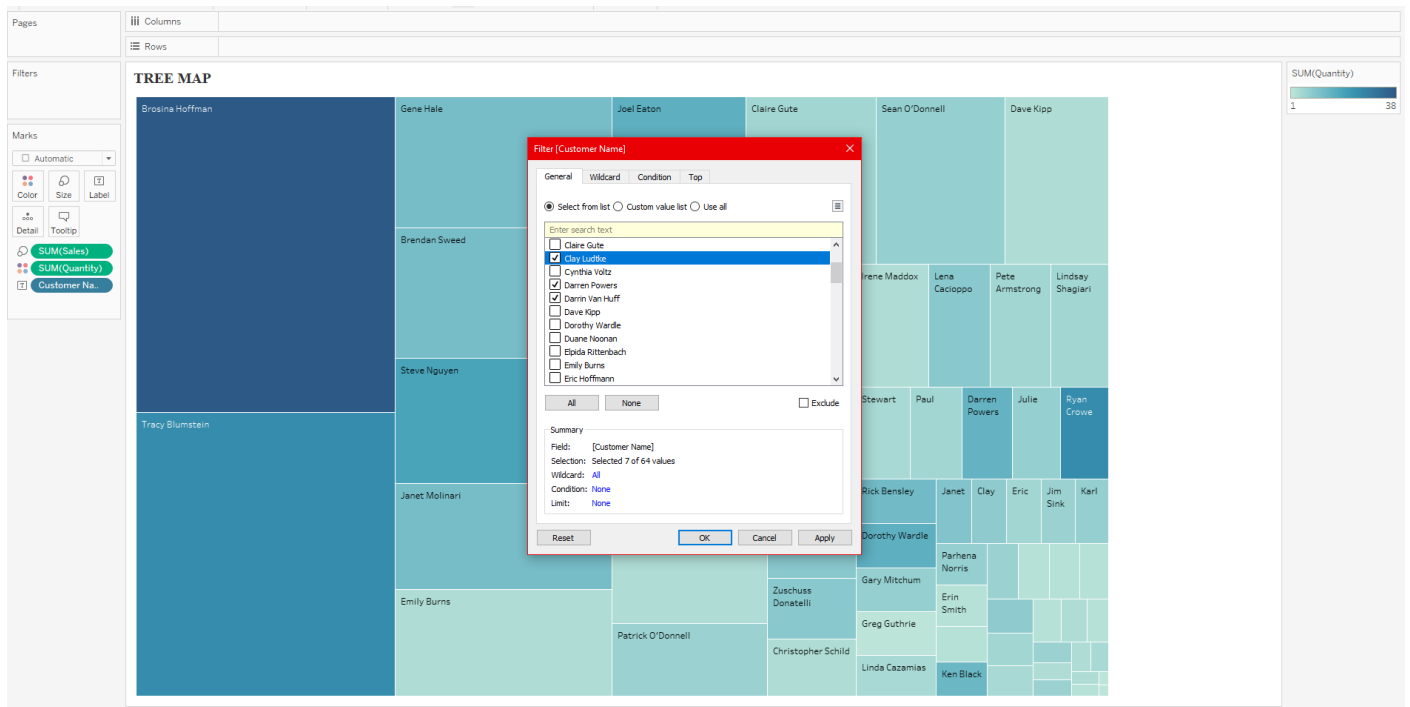 Pages
Columns
Rows
Filters
Marks
Automatic
Color
Size
Label
Detail
Tooltip
SUM(Sales)
SUM(Quantity)
Customer Na..
TREE MAP
Brosina Hoffman
Tracy Blumstein
Gene Hale
Brendan Sweed
Steve Nguyen
Janet Molinari
Emily Burns
Joel Eaton
Claire Gute
Sean O'Donnell
Dave Kipp
Filter [Customer Name]
General
Wildcard
Condition
Top
Select from list
Custom value list
Use all
Enter search text
Claire Gute
Clay Ludtke
Cynthia Voltz
Darren Powers
Darrin Van Huff
Dave Kipp
Dorothy Wardle
Duane Noonan
Elpida Rittenbach
Emily Burns
Eric Hoffmann
All
None
Exclude
Summary
Field: [Customer Name]
Selection: Selected 7 of 64 values
Wildcard: All
Condition: None
Limit: None
Reset
OK
Cancel
Apply
Irene Maddox
Lena
Cacioppo
Pete
Armstrong
Lindsay
Shagiari
Stewart
Paul
Darren
Powers
Julie
Ryan
Crowe
Rick Bensley
Janet
Clay
Eric
Jim
Sink
Karl
Dorothy Wardle
Parhena
Norris
Gary Mitchum
Erin
Smith
Greg Guthrie
Linda Cazamias
Ken Black
Zuschuss
Donatelli
Patrick O'Donnell
Christopher Schild
SUM(Quantity)
1
38